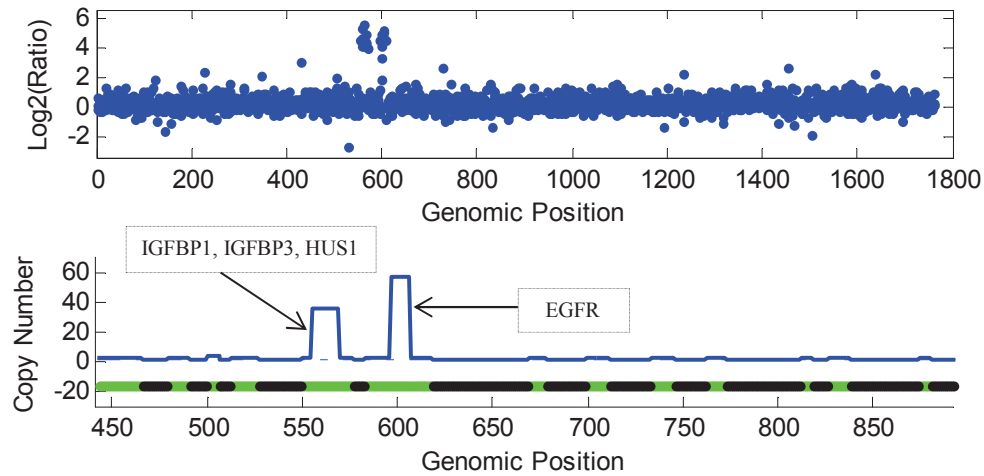 Log2(Ratio)
6
4
2
0
-2
0 200 400 600 800 1000 1200 1400 1600 1800
Genomic Position
IGFBP1, IGFBP3, HUS1
EGFR
Copy Number
60
40
20
0
-20
450 500 550 600 650 700 750 800 850
Genomic Position